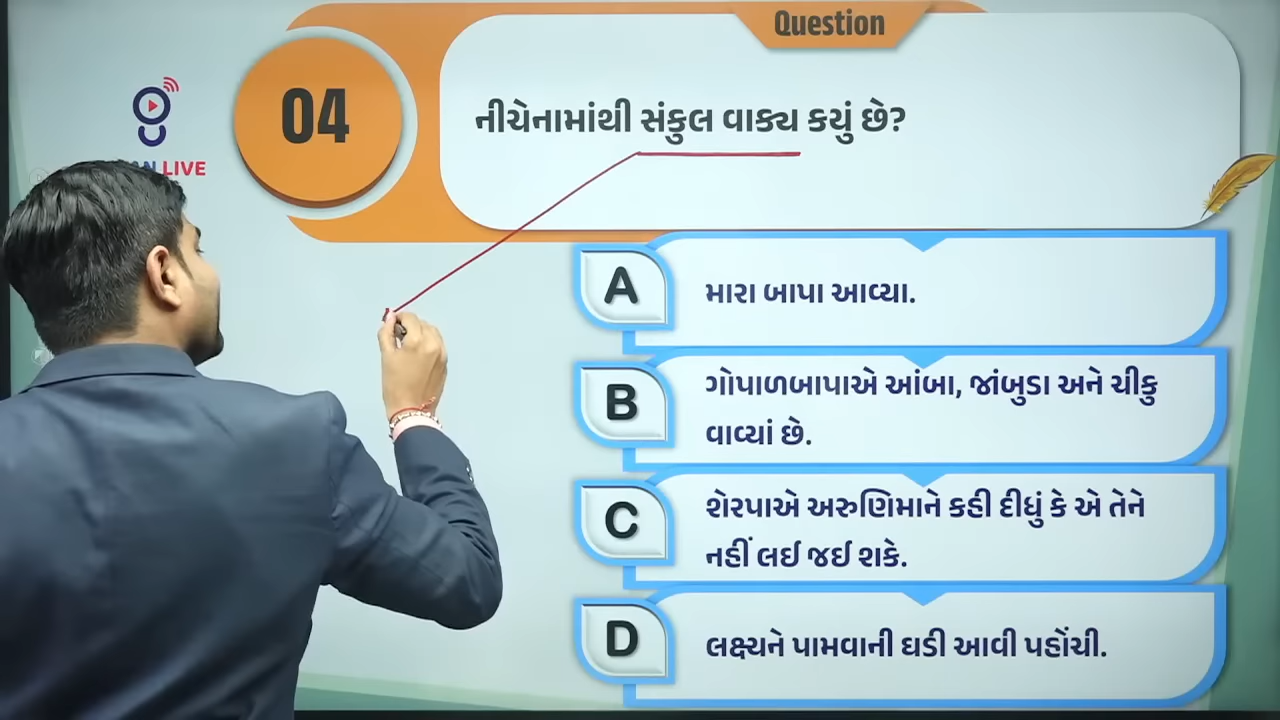 Question
04
LIVE
નીચેનામાંથી સંકુલ વાક્ય કયું છે?
A
મારા બાપા આવ્યા.
B
ગોપાળબાપાએ આંબા, જાંબુડા અને ચીકુ
વાવ્યાં છે.
C
શેરપાએ અરુણિમાને કહી દીધું કે એ તેને
નહીં લઈ જઈ શકે.
D
લક્ષ્યને પામવાની ઘડી આવી પહોંચી.